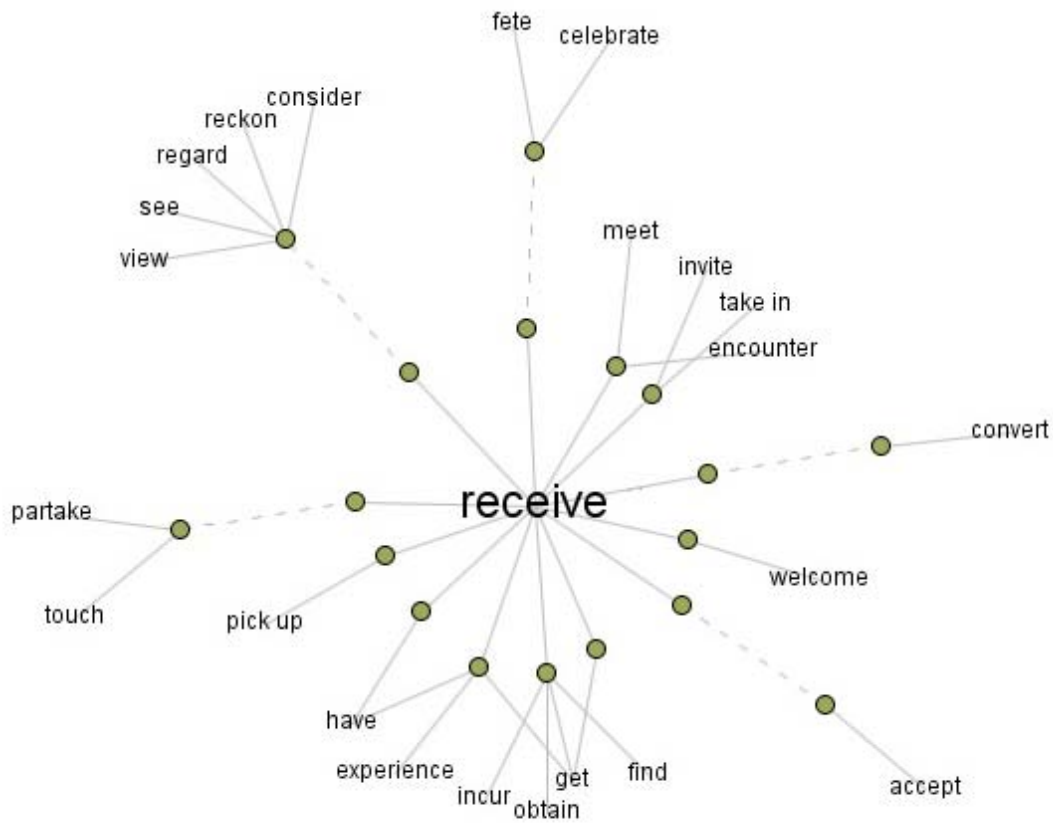 fete
celebrate
consider
reckon
regard
see
view
meet
invite
take in
encounter
convert
receive
partake
welcome
touch
pick up
have
experience
get
find
incur
obtain
accept